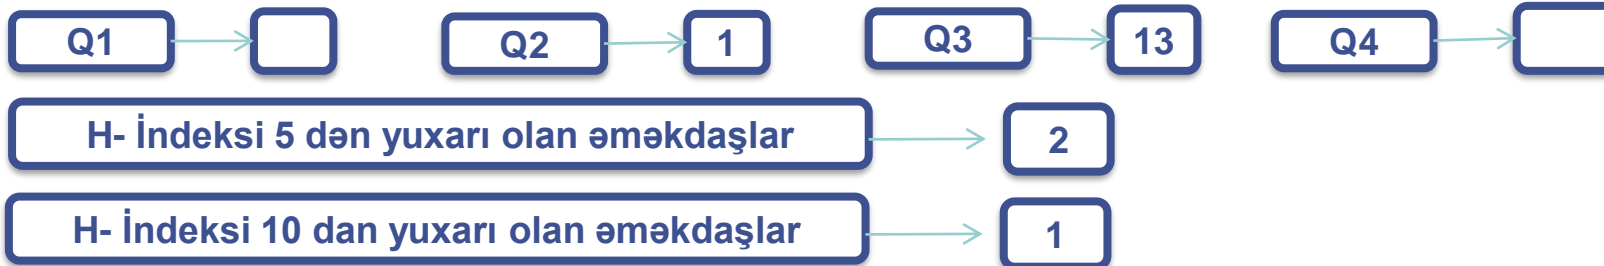 Q1 Q2 1 Q3 13 Q4
H- İndeksi 5 dən yuxarı olan əməkdaşlar 2
H- İndeksi 10 dan yuxarı olan əməkdaşlar 1